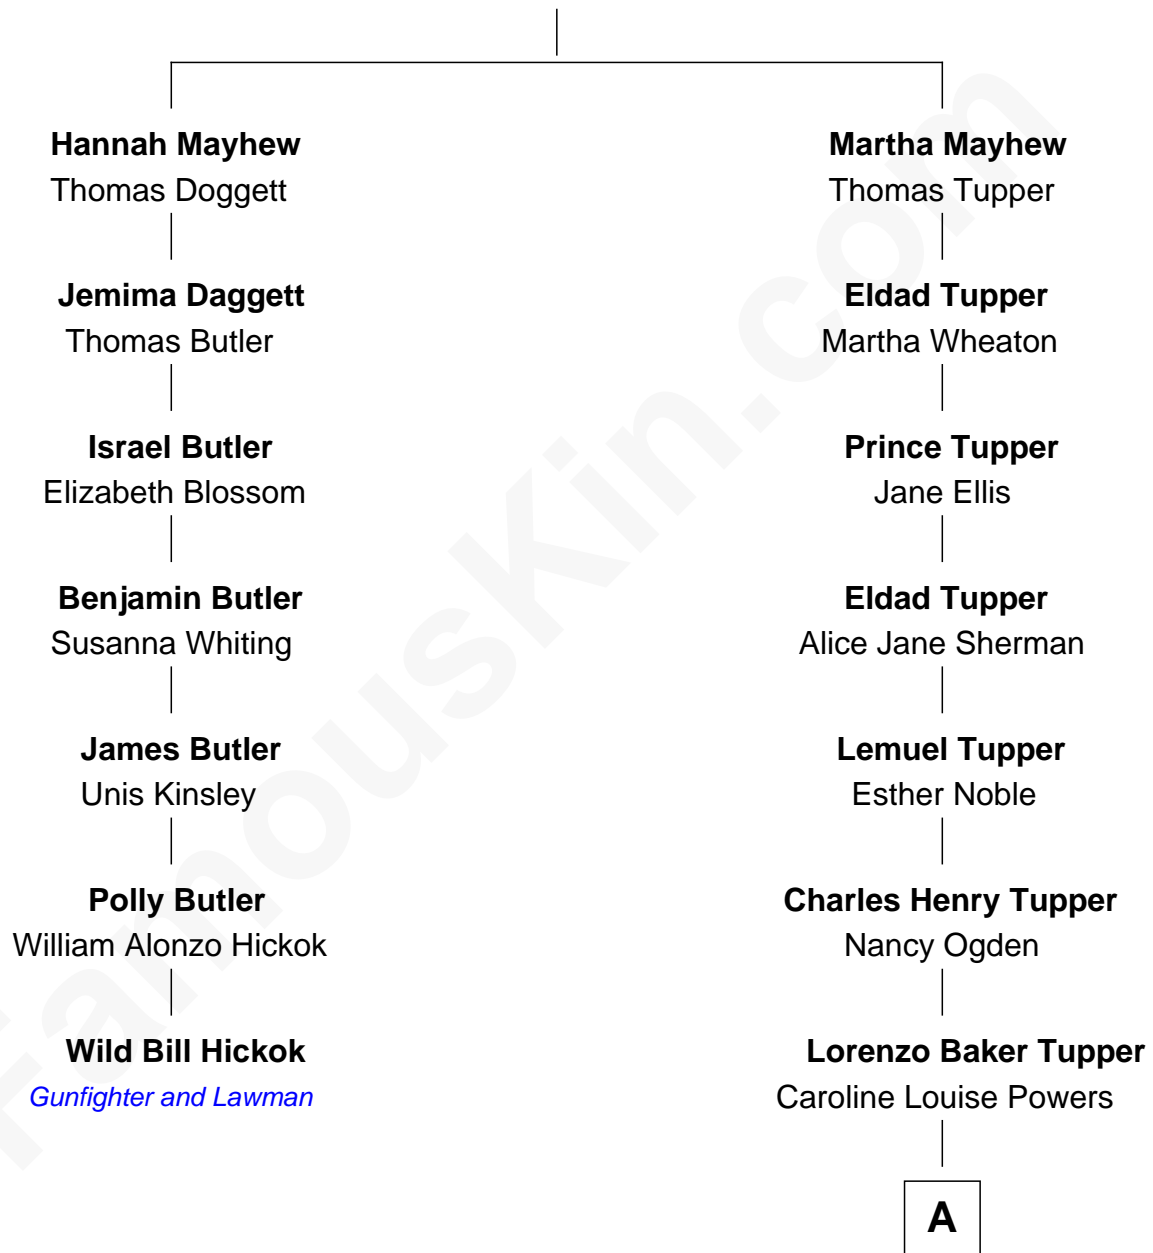 Hannah Mayhew
Thomas Doggett
Jemima Daggett
Thomas Butler
Israel Butler
Elizabeth Blossom
Benjamin Butler
Susanna Whiting
James Butler
Unis Kinsley
Polly Butler
William Alonzo Hickok
Wild Bill Hickok
Gunfighter and Lawman
Martha Mayhew
Thomas Tupper
Eldad Tupper
Martha Wheaton
Prince Tupper
Jane Ellis
Eldad Tupper
Alice Jane Sherman
Lemuel Tupper
Esther Noble
Charles Henry Tupper
Nancy Ogden
Lorenzo Baker Tupper
Caroline Louise Powers
A
FamousKin.com